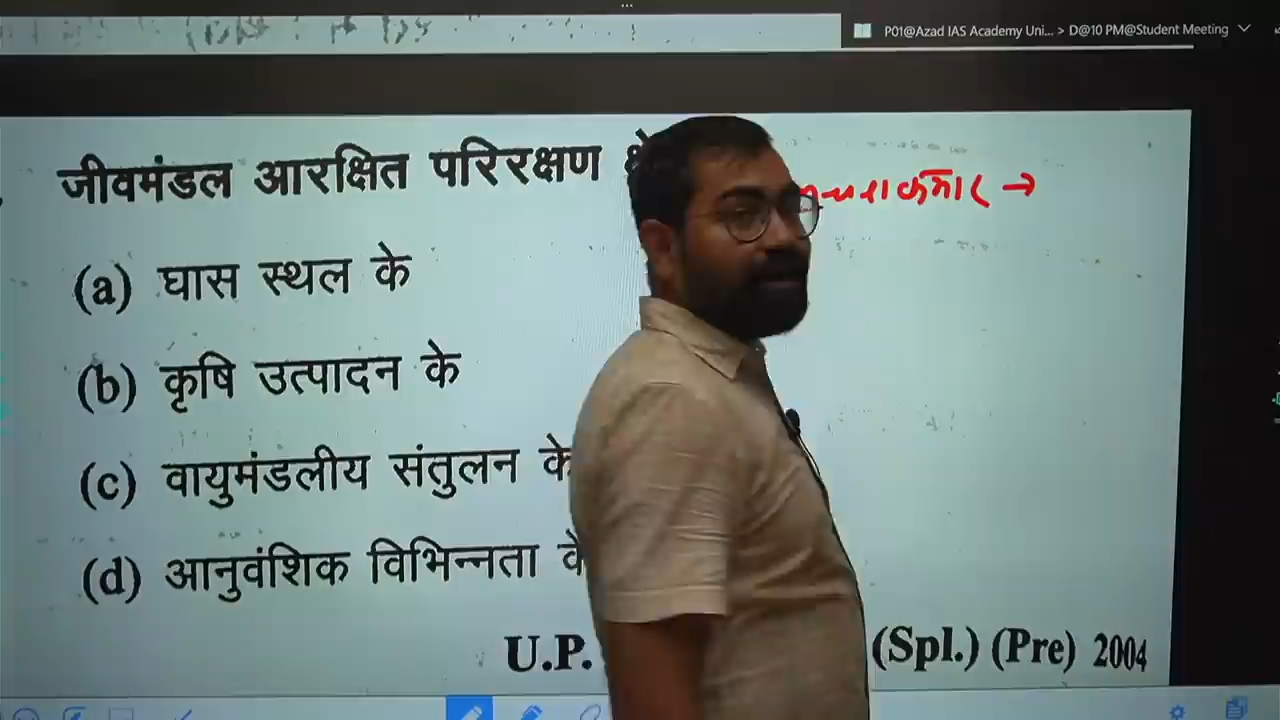 P01@Azad IAS Academy Uni... > D@10 PM@Student Meeting
जीवमंडल आरक्षित परिरक्षण
(a) घास स्थल के
(b) कृषि उत्पादन के
(c) वायुमंडलीय संतुलन के
(d) आनुवंशिक विभिन्नता के
U.P. (Spl.) (Pre) 2004